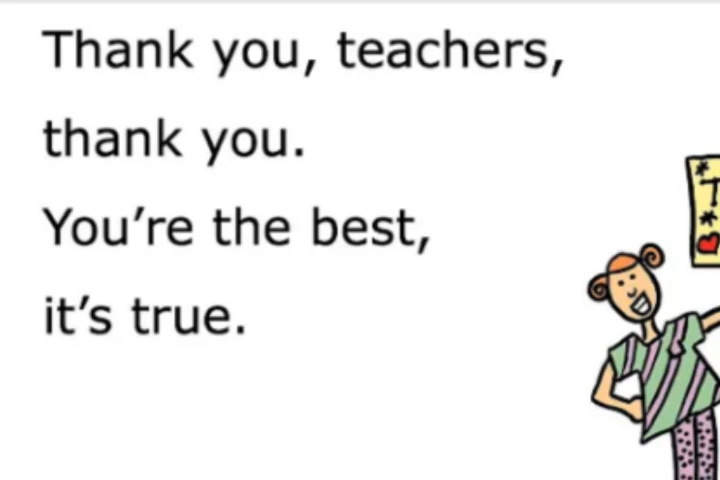 Thank you, teachers,
thank you.
You’re the best,
it’s true.
T